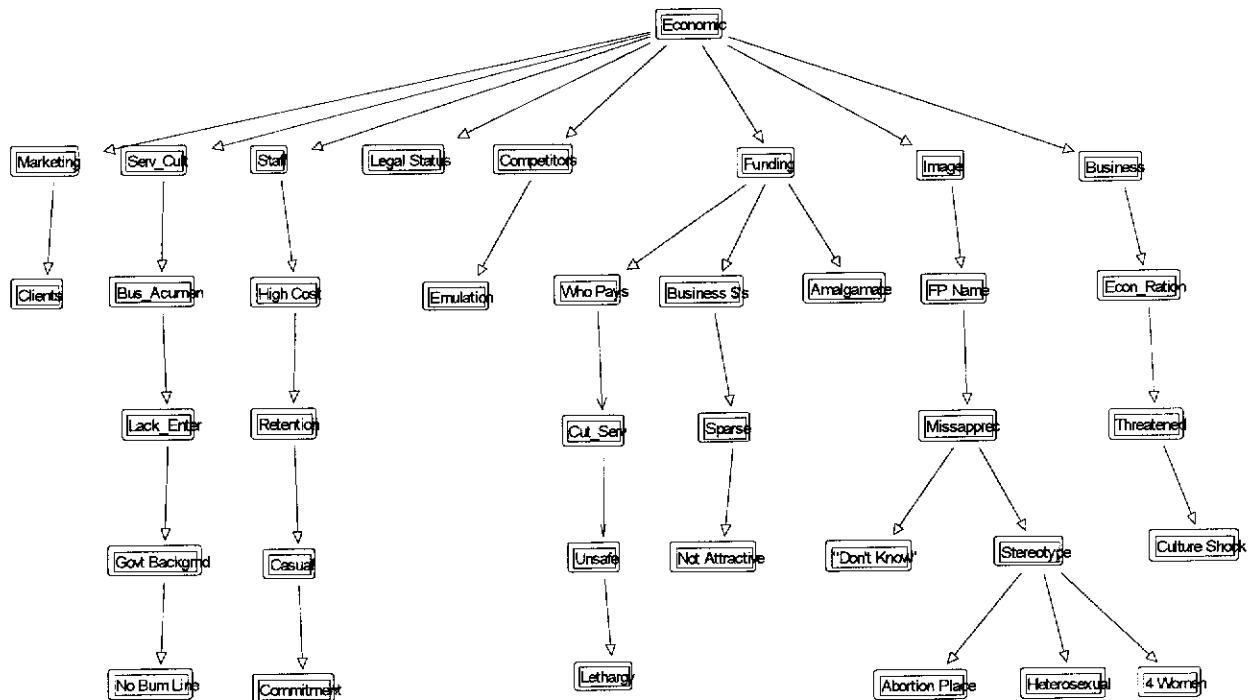 Economic
Marketing
Serv_Cult
Staff
Legal Status
Competitors
Funding
Image
Business
Clients
Bus_Acumen
High Cost
Emulation
Who Pays
Business $'s
Amalgamate
FP Name
Econ_Ration
Lack_Enter
Retention
Cut_Serv
Sparse
Missapprec
Threatened
Govt Backgrnd
Casual
Unsafe
Not Attractive
"Don't Know"
Stereotype
Culture Shock
No Bum Line
Commitment
Lethargy
Abortion Place
Heterosexual
4 Women